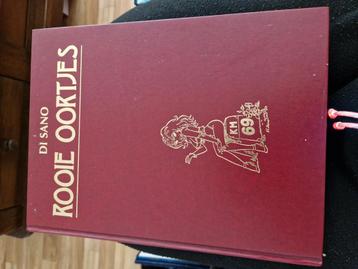 DI SANO
ROOIE OORTJES
KM
69